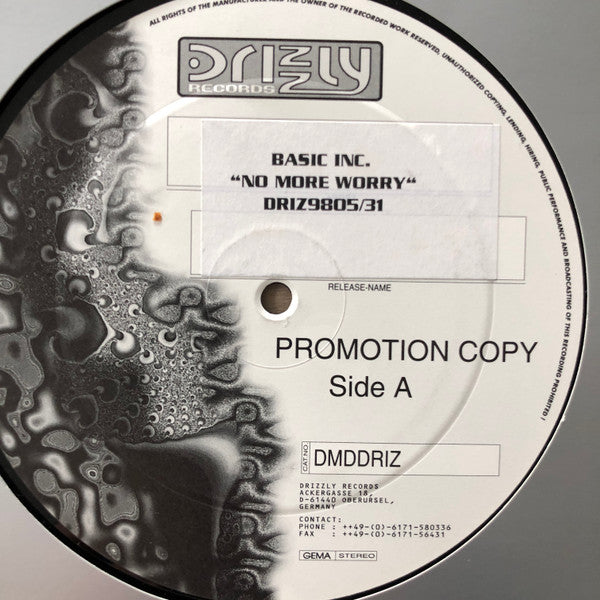 ALL RIGHTS OF THE MANUFACTURER AND THE OWNER OF THE RECORDED WORK RESERVED, UNAUTHORIZED COPYING, LENDING, HIRING, PUBLIC PERFORMANCE AND BROADCASTING OF THIS RECORDING PROHIBITED !
DRIZZLY
RECORDS
BASIC INC.
"NO MORE WORRY"
DRIZ9805/31
RELEASE-NAME
PROMOTION COPY
Side A
CAT.NO.
DMDDRIZ
DRIZZLY RECORDS
ACKERGASSE 18,
D-61440 OBERURSEL,
GERMANY
CONTACT:
PHONE : ++49-(0)-6171-580336
FAX : ++49-(0)-6171-56431
GEMA STEREO